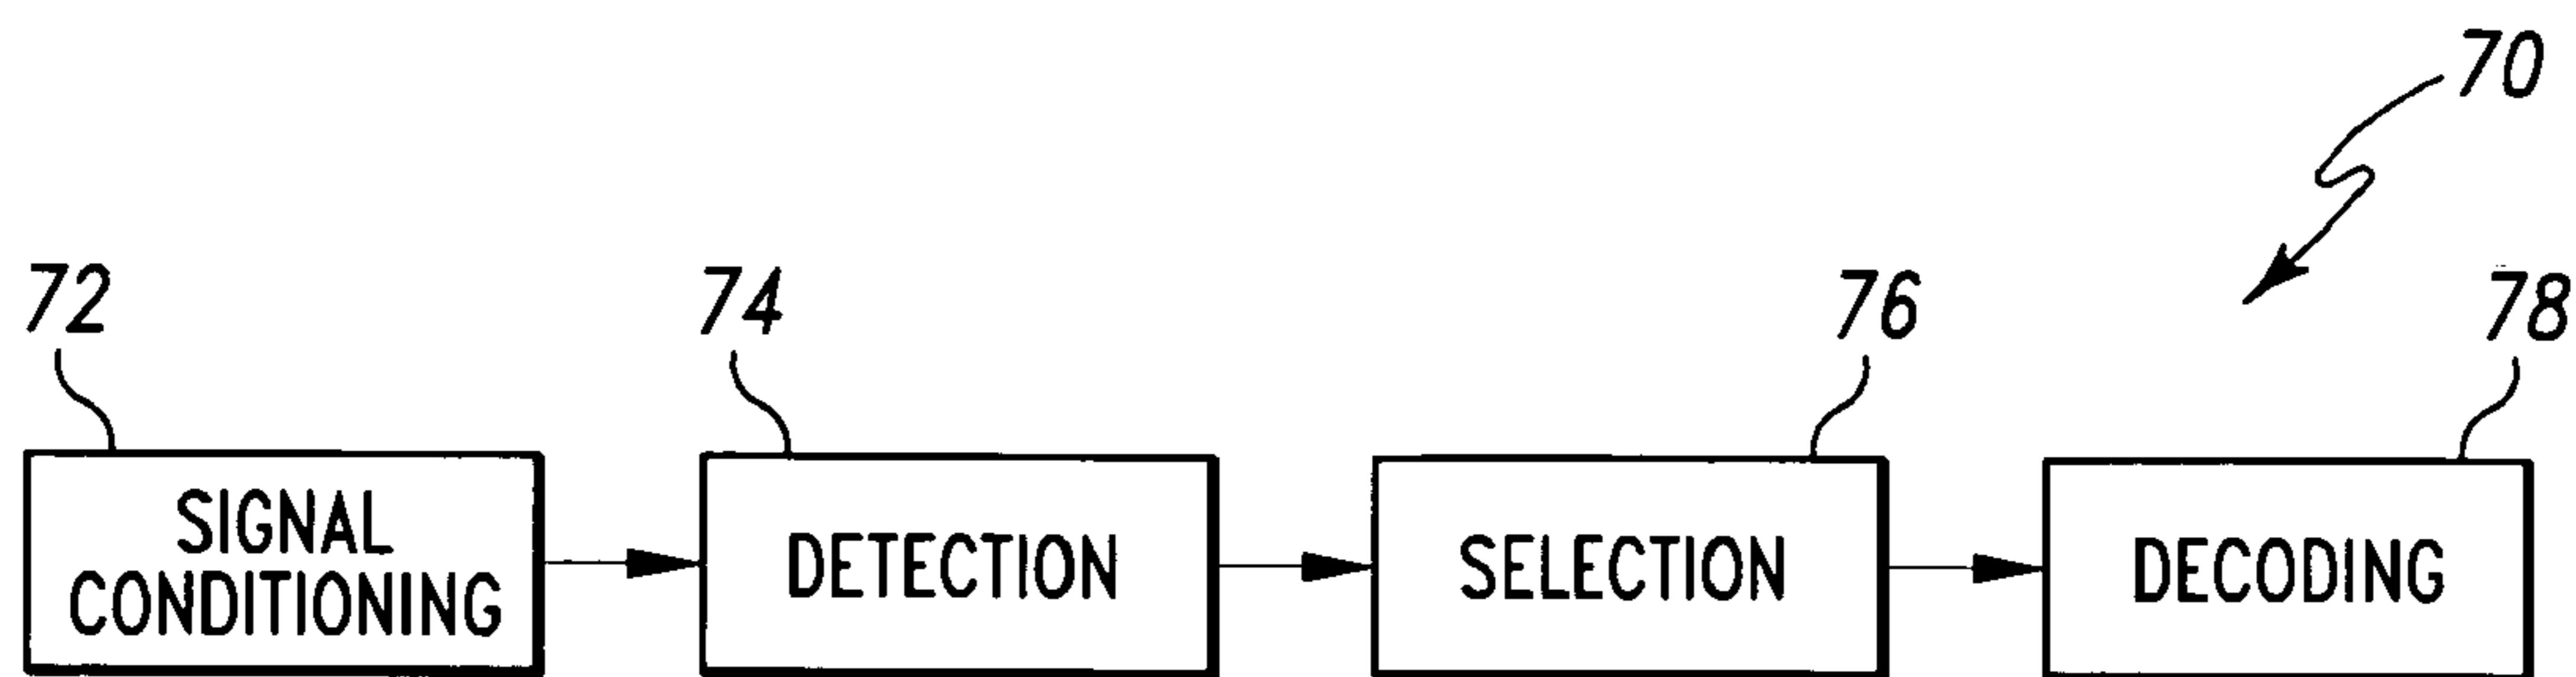 70
72
74
76
78
SIGNAL
CONDITIONING
DETECTION
SELECTION
DECODING